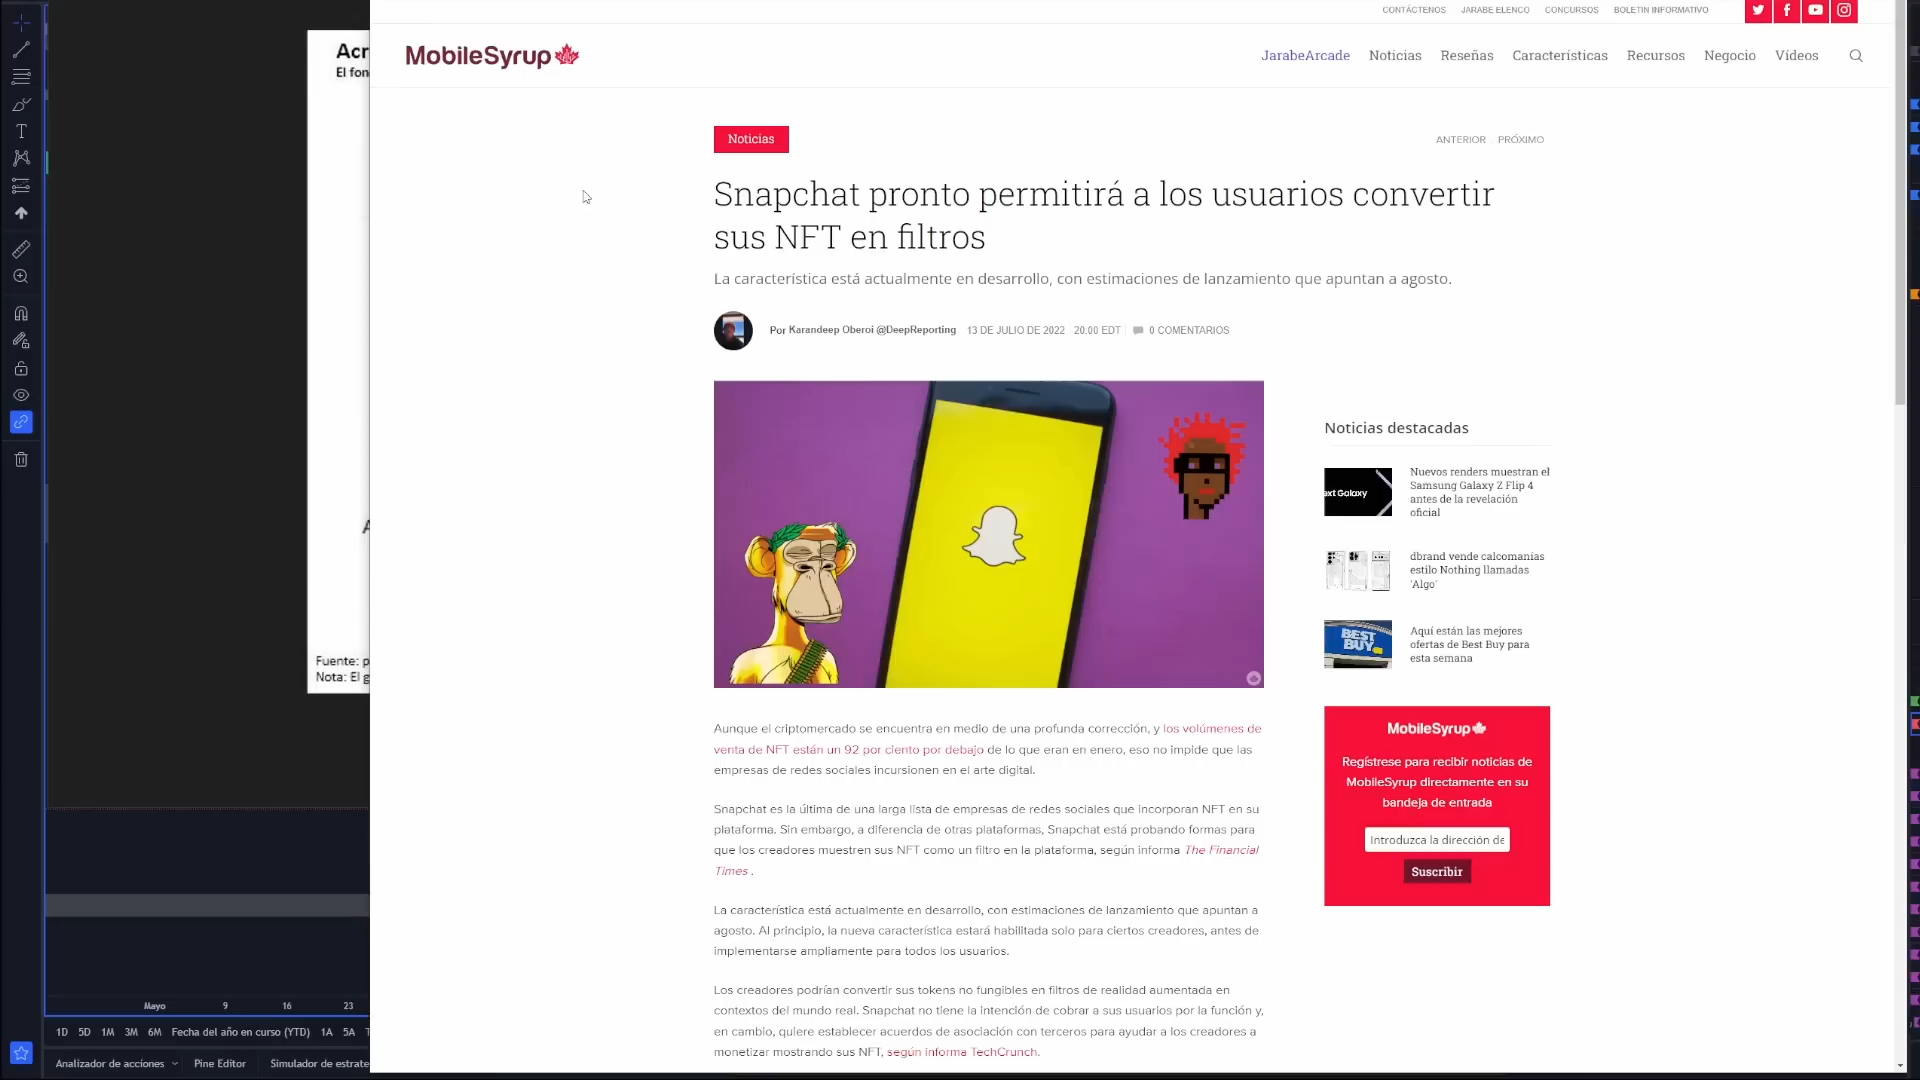 CONTÁCTENOS JARABE ELENCO CONCURSOS BOLETIN INFORMATIVO
MobileSyrup
JarabeArcade Noticias Reseñas Características Recursos Negocio Vídeos
Acr
El fon
Noticias
ANTERIOR PRÓXIMO
Snapchat pronto permitirá a los usuarios convertir
sus NFT en filtros
La característica está actualmente en desarrollo, con estimaciones de lanzamiento que apuntan a agosto.
Por Karandeep Oberoi @DeepReporting 13 DE JULIO DE 2022 20:00 EDT 0 COMENTARIOS
Noticias destacadas
ext Galaxy
Nuevos renders muestran el
Samsung Galaxy Z Flip 4
antes de la revelación
oficial
dbrand vende calcomanías
estilo Nothing llamadas
'Algo'
BEST BUY
Aquí están las mejores
ofertas de Best Buy para
esta semana
MobileSyrup
Regístrese para recibir noticias de
MobileSyrup directamente en su
bandeja de entrada
Introduzca la dirección de
Suscribir
Fuente: p
Nota: El g
Aunque el criptomercado se encuentra en medio de una profunda corrección, y los volúmenes de
venta de NFT están un 92 por ciento por debajo de lo que eran en enero, eso no impide que las
empresas de redes sociales incursionen en el arte digital.
Snapchat es la última de una larga lista de empresas de redes sociales que incorporan NFT en su
plataforma. Sin embargo, a diferencia de otras plataformas, Snapchat está probando formas para
que los creadores muestren sus NFT como un filtro en la plataforma, según informa The Financial
Times .
La característica está actualmente en desarrollo, con estimaciones de lanzamiento que apuntan a
agosto. Al principio, la nueva característica estará habilitada solo para ciertos creadores, antes de
implementarse ampliamente para todos los usuarios.
Los creadores podrían convertir sus tokens no fungibles en filtros de realidad aumentada en
contextos del mundo real. Snapchat no tiene la intención de cobrar a sus usuarios por la función y,
en cambio, quiere establecer acuerdos de asociación con terceros para ayudar a los creadores a
monetizar mostrando sus NFT, según informa TechCrunch.
Mayo 9 16 23
1D 5D 1M 3M 6M Fecha del año en curso (YTD) 1A 5A T
Analizador de acciones Pine Editor Simulador de estrate